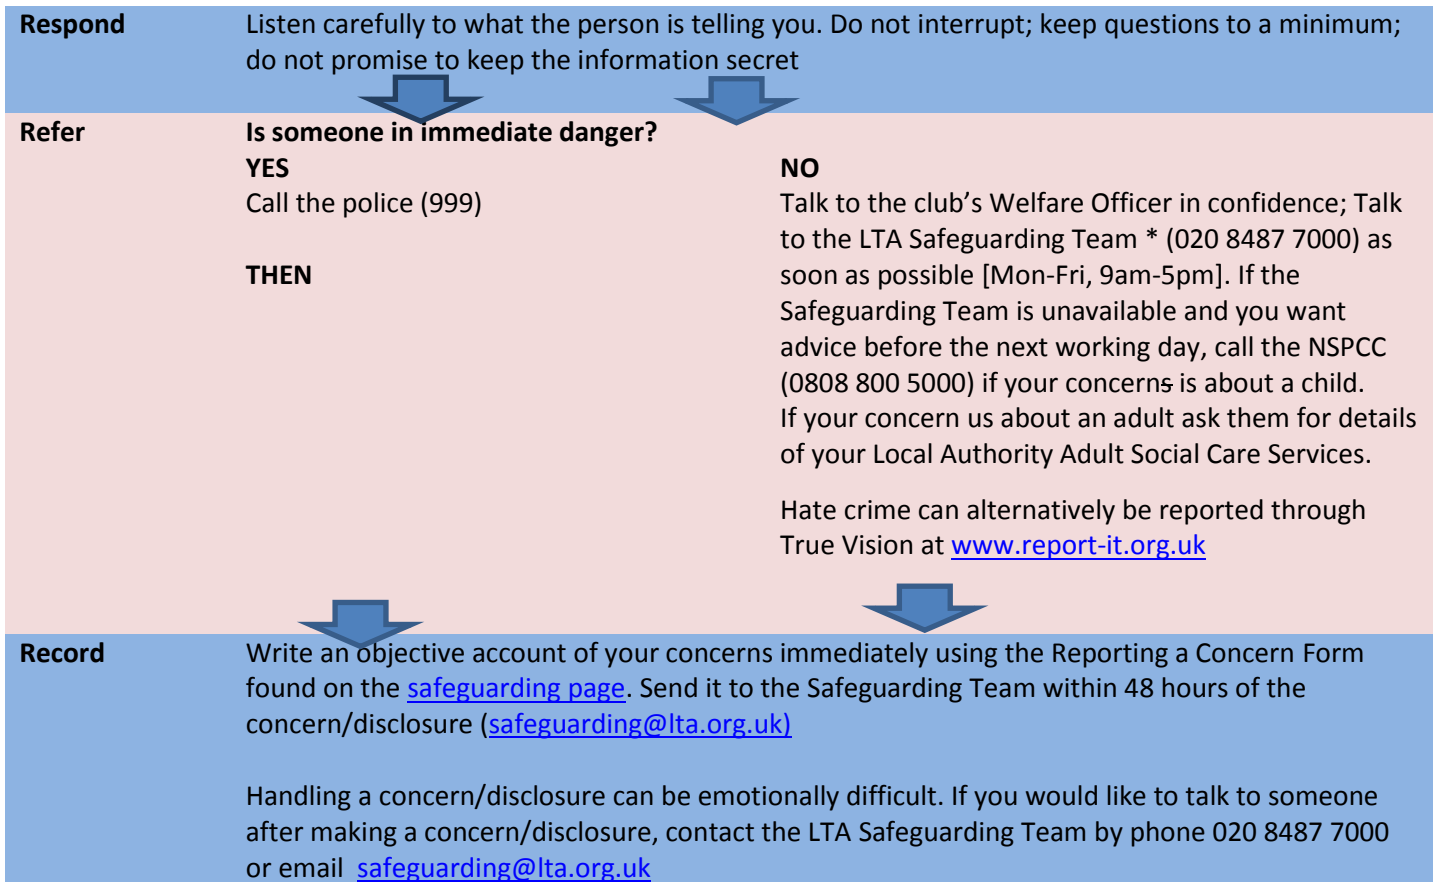 Respond
Listen carefully to what the person is telling you. Do not interrupt; keep questions to a minimum;
do not promise to keep the information secret
Refer
Is someone in immediate danger?
YES
Call the police (999)
THEN
NO
Talk to the club’s Welfare Officer in confidence; Talk
to the LTA Safeguarding Team * (020 8487 7000) as
soon as possible [Mon-Fri, 9am-5pm]. If the
Safeguarding Team is unavailable and you want
advice before the next working day, call the NSPCC
(0808 800 5000) if your concerns is about a child.
If your concern us about an adult ask them for details
of your Local Authority Adult Social Care Services.
Hate crime can alternatively be reported through
True Vision at www.report-it.org.uk
Record
Write an objective account of your concerns immediately using the Reporting a Concern Form
found on the safeguarding page. Send it to the Safeguarding Team within 48 hours of the
concern/disclosure (safeguarding@lta.org.uk)
Handling a concern/disclosure can be emotionally difficult. If you would like to talk to someone
after making a concern/disclosure, contact the LTA Safeguarding Team by phone 020 8487 7000
or email safeguarding@lta.org.uk